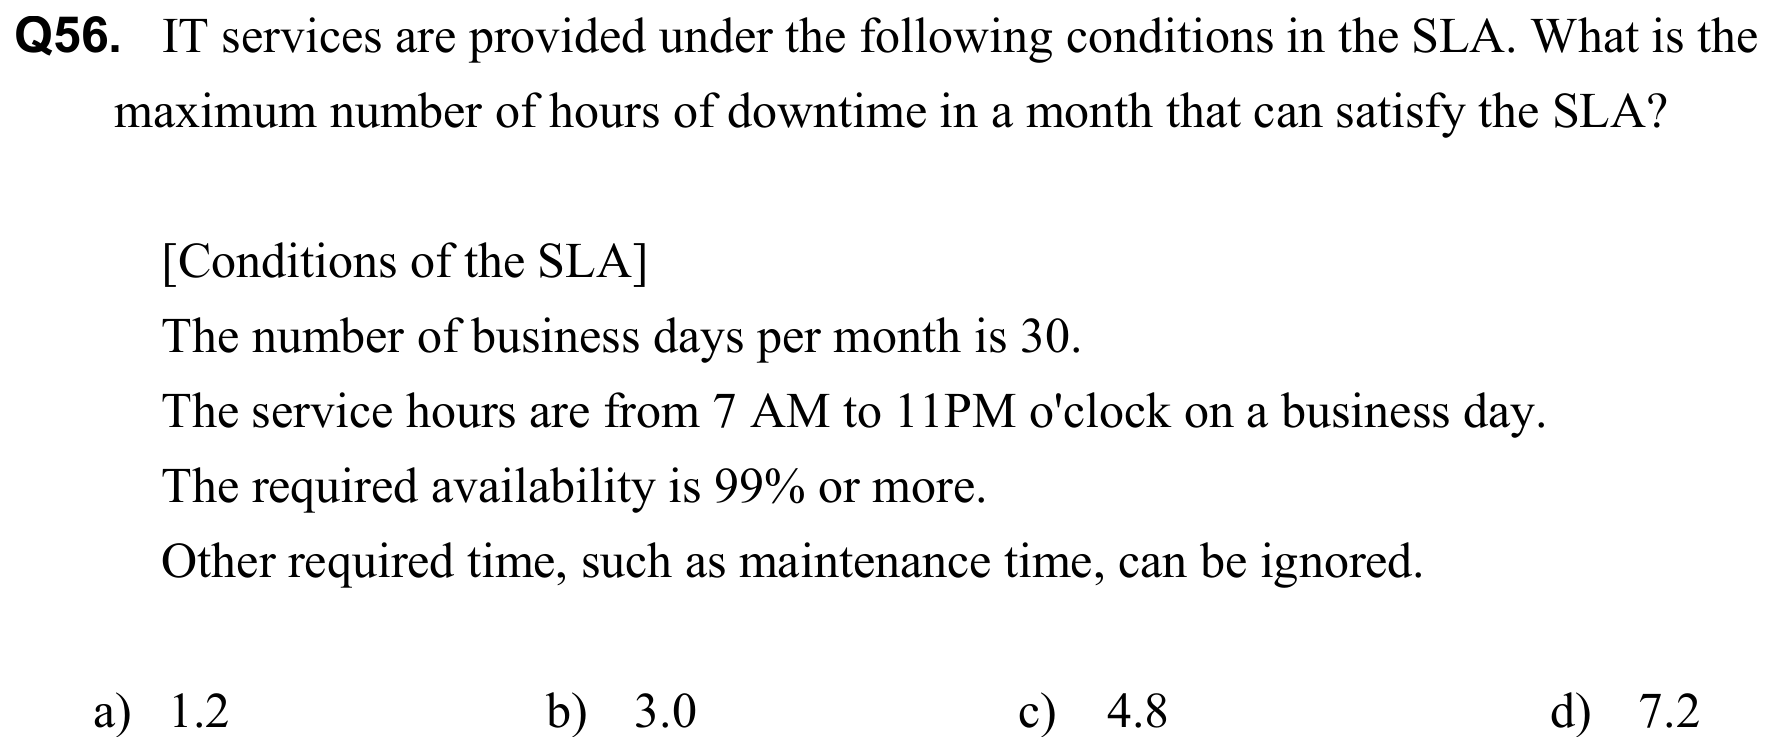 Q56. IT services are provided under the following conditions in the SLA. What is the
maximum number of hours of downtime in a month that can satisfy the SLA?
[Conditions of the SLA]
The number of business days per month is 30.
The service hours are from 7 AM to 11PM o'clock on a business day.
The required availability is 99% or more.
Other required time, such as maintenance time, can be ignored.
a) 1.2 b) 3.0 c) 4.8 d) 7.2